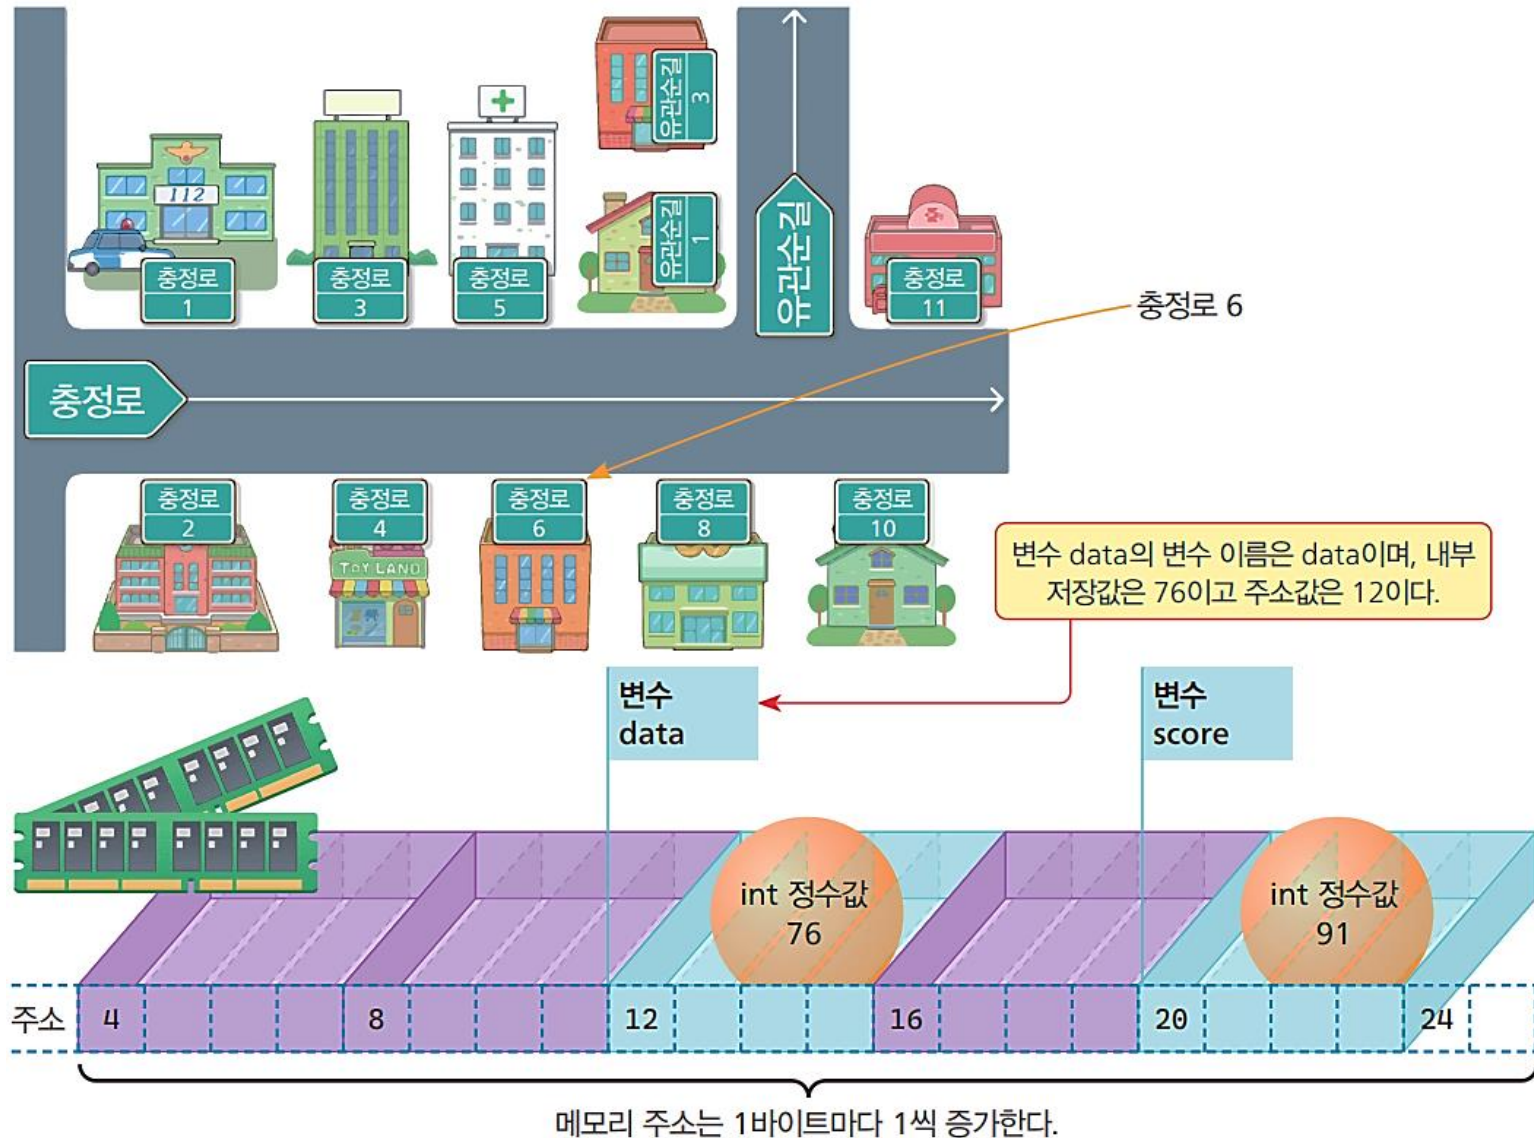 유관순길
3
112
유관순길
1
유관순길
충정로
1
충정로
3
충정로
5
충정로
11
충정로 6
충정로
충정로
2
충정로
4
충정로
6
충정로
8
충정로
10
TOY LAND
변수 data의 변수 이름은 data이며, 내부
저장값은 76이고 주소값은 12이다.
변수
data
변수
score
int 정수값
76
int 정수값
91
주소 4 8 12 16 20 24
메모리 주소는 1바이트마다 1씩 증가한다.